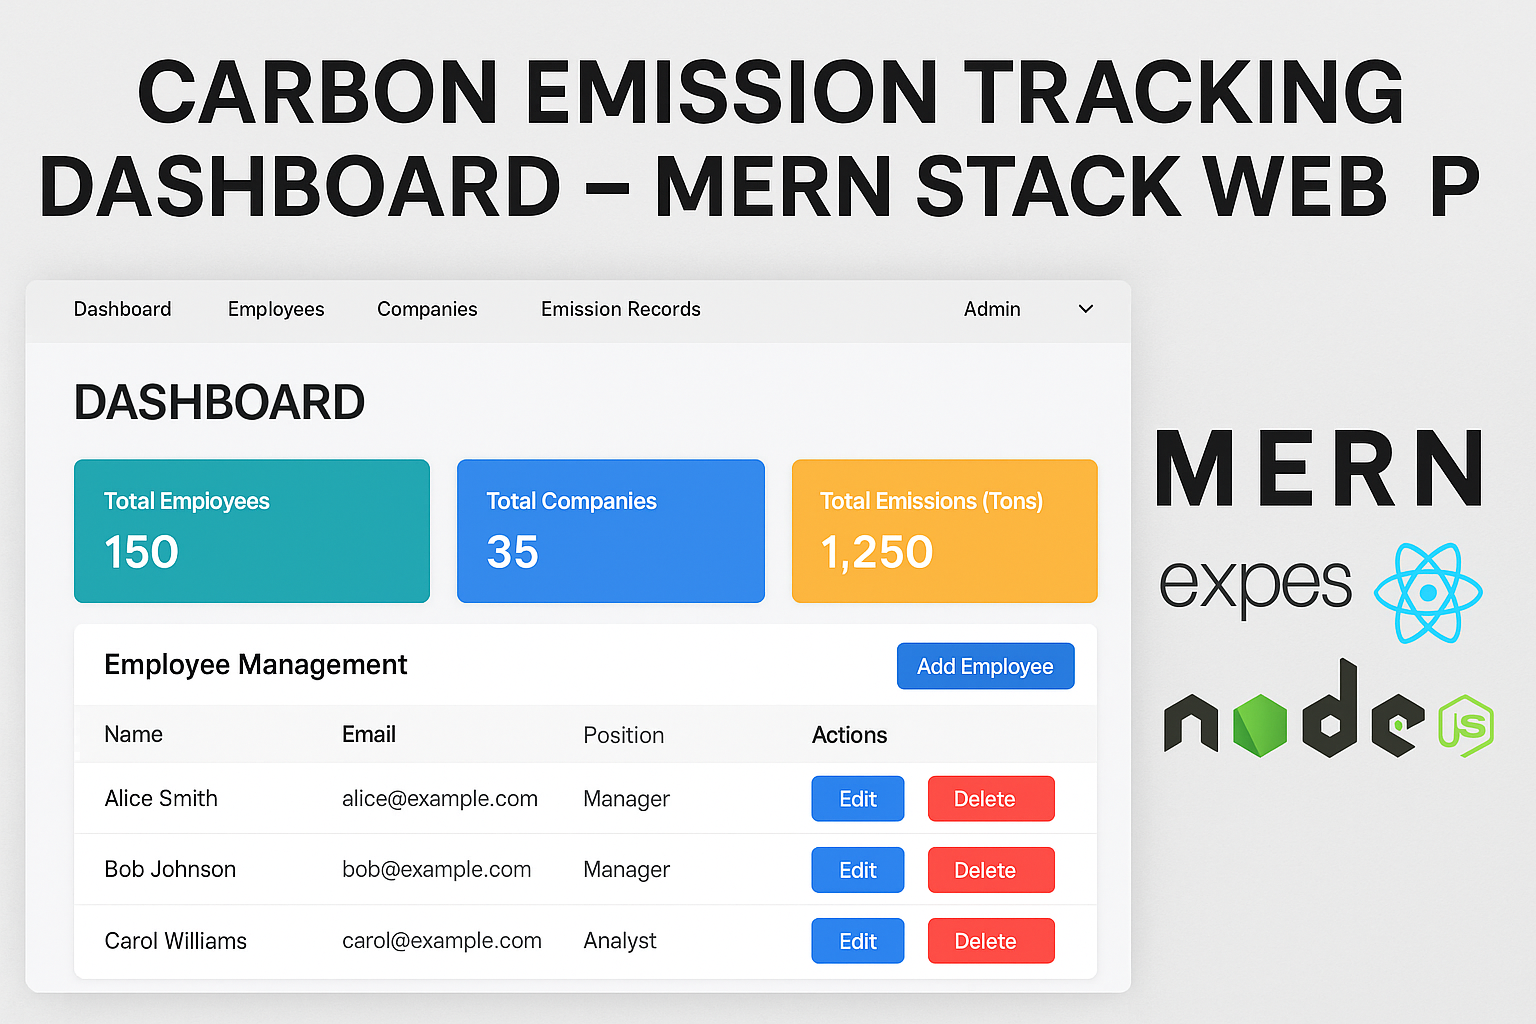 CARBON EMISSION TRACKING
DASHBOARD – MERN STACK WEB P
Dashboard Employees Companies Emission Records Admin
DASHBOARD
Total Empioyees
150
Total Companies
35
Total Emissions (Tons)
1,250
Employee Management
Add Employee
Name Email Position Actions
Alice Smith alice@example.com Manager Edit Delete
Bob Johnson bob@example.com Manager Edit Delete
Carol Williams carol@example.com Analyst Edit Delete
MERN
expes
node JS